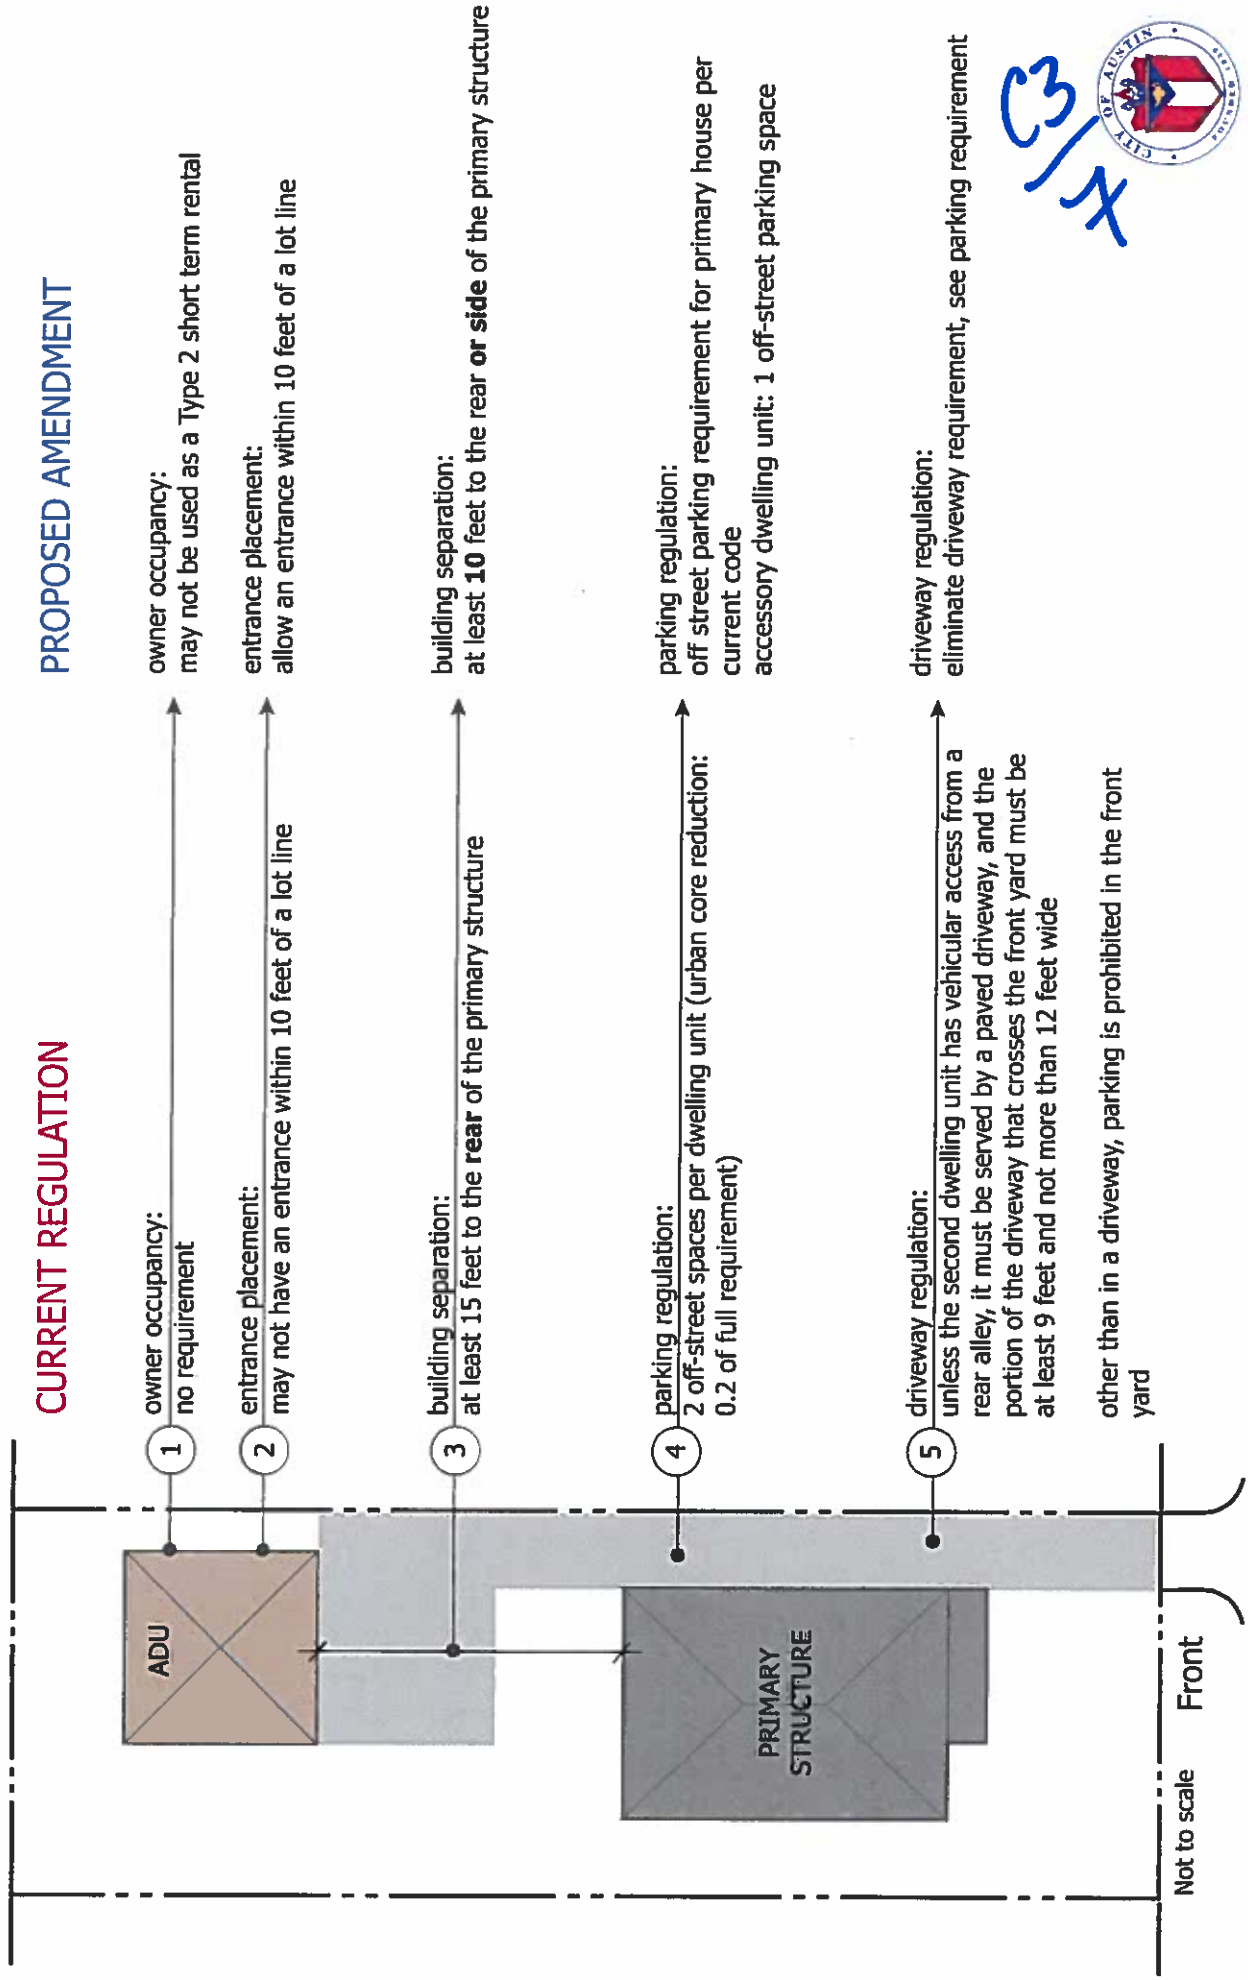 CURRENT REGULATION
PROPOSED AMENDMENT
1
owner occupancy:
no requirement
owner occupancy:
may not be used as a Type 2 short term rental
2
entrance placement:
may not have an entrance within 10 feet of a lot line
entrance placement:
allow an entrance within 10 feet of a lot line
3
building separation:
at least 15 feet to the rear of the primary structure
building separation:
at least 10 feet to the rear or side of the primary structure
4
parking regulation:
2 off-street spaces per dwelling unit (urban core reduction:
0.2 of full requirement)
parking regulation:
off street parking requirement for primary house per
current code
accessory dwelling unit: 1 off-street parking space
5
driveway regulation:
unless the second dwelling unit has vehicular access from a
rear alley, it must be served by a paved driveway, and the
portion of the driveway that crosses the front yard must be
at least 9 feet and not more than 12 feet wide
other than in a driveway, parking is prohibited in the front
yard
driveway regulation:
eliminate driveway requirement, see parking requirement
ADU
PRIMARY
STRUCTURE
Not to scale
Front
C3/
CITY OF AUSTIN